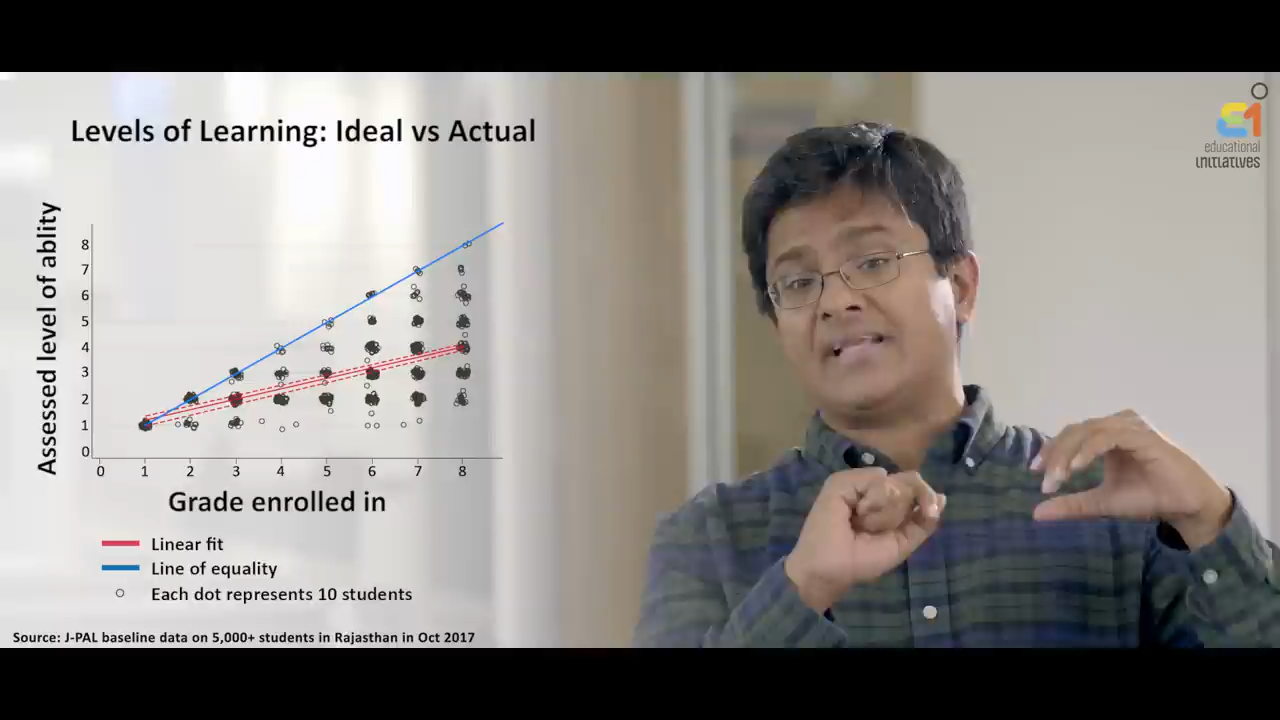 Levels of Learning: Ideal vs Actual
Assessed level of ablity
8
7
6
5
4
3
2
1
0
0 1 2 3 4 5 6 7 8
Grade enrolled in
Linear fit
Line of equality
Each dot represents 10 students
Source: J-PAL baseline data on 5,000+ students in Rajasthan in Oct 2017
educational
INITIATIVES